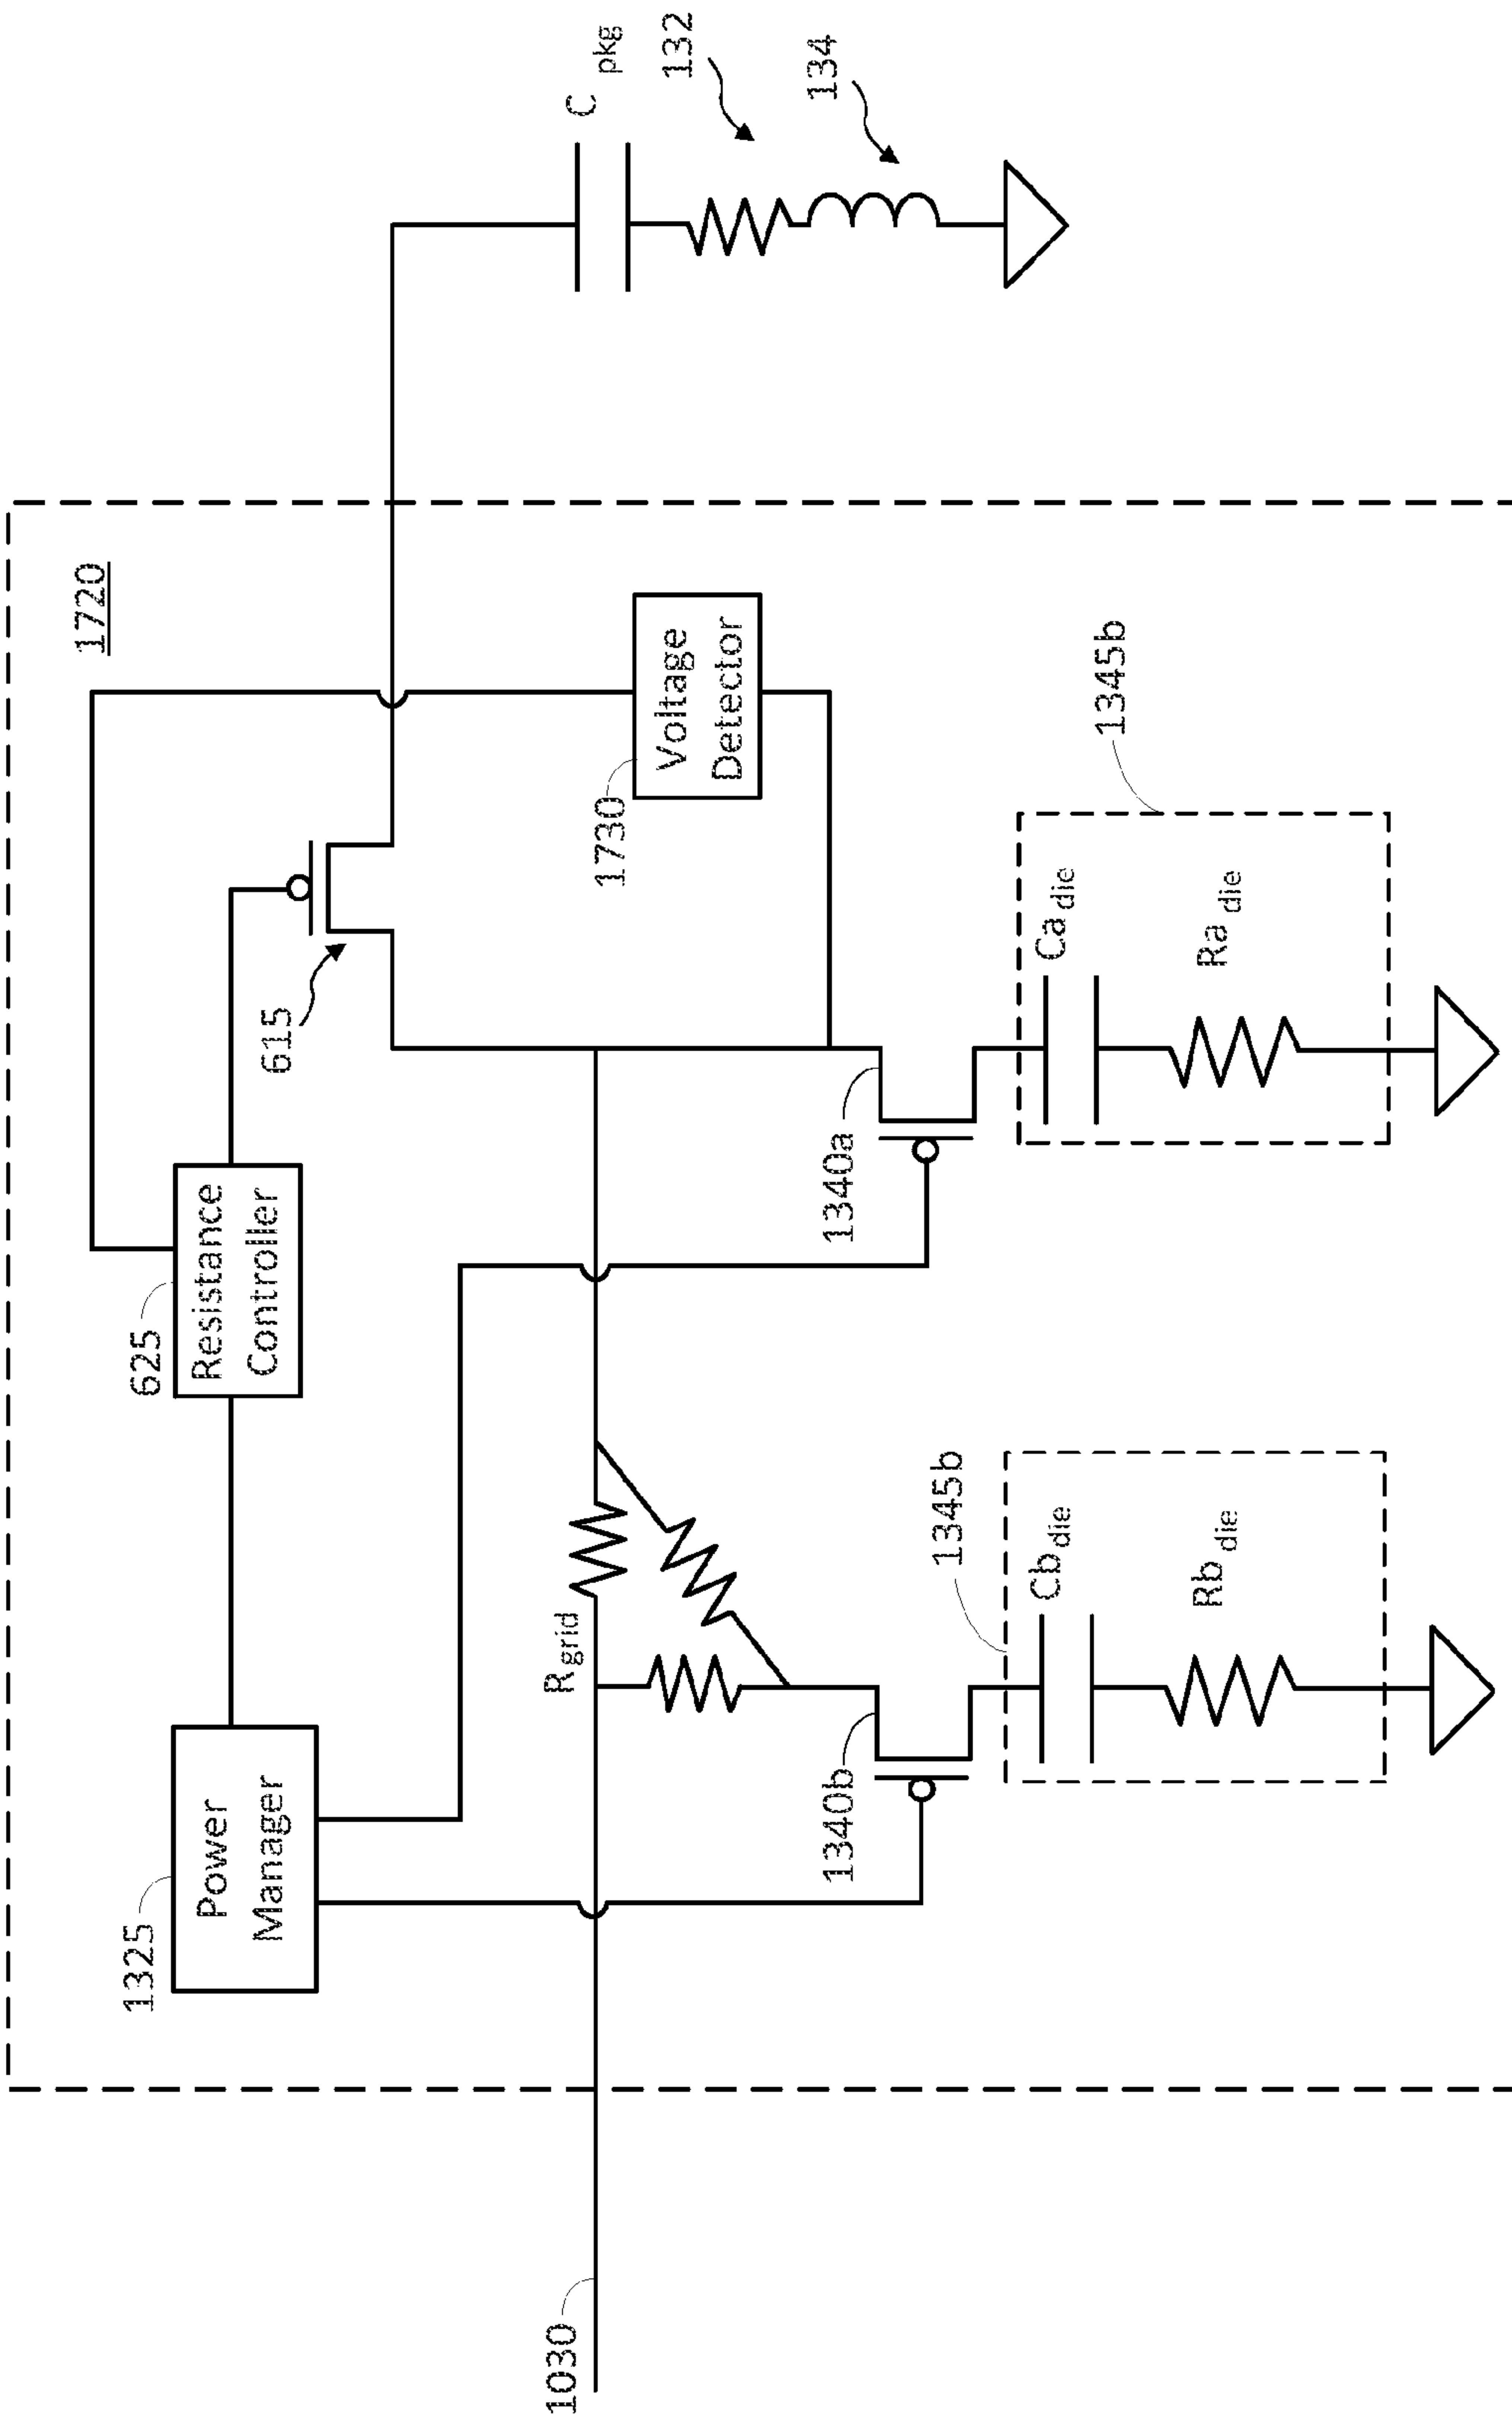 1720
1325
Power
Manager
625
Resistance
Controller
615
C pkg
132
134
1030
R grid
1730
Voltage
Detector
1340b
1340a
1345b
Cb die
Rb die
1345b
Ca die
Ra die